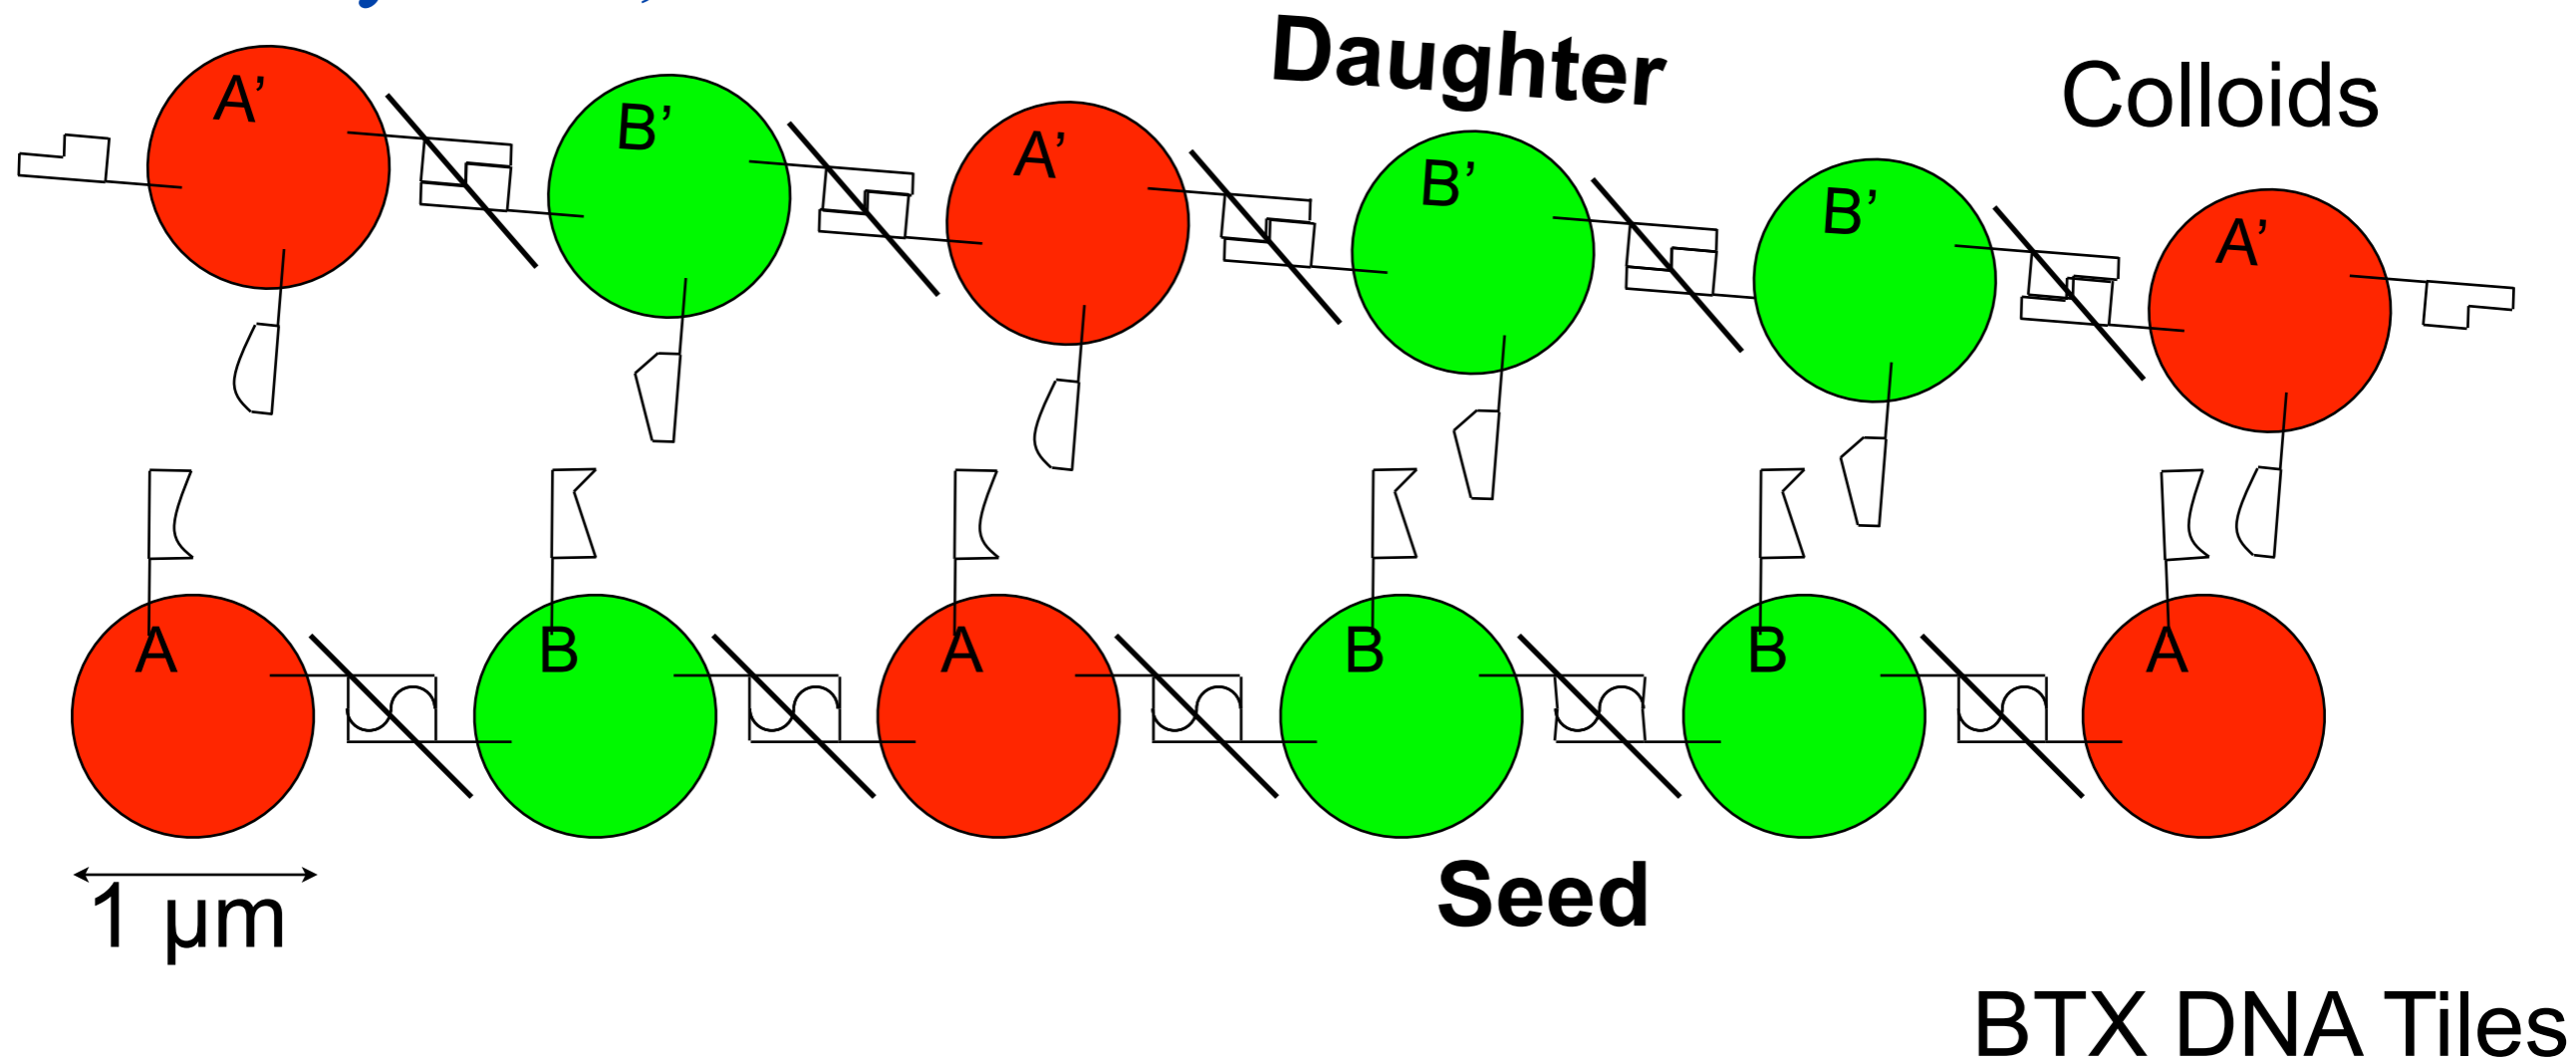 Daughter
Colloids
A’ B’ A’ B’ B’ A’
A B A B B A
1 µm
Seed
BTX DNA Tiles